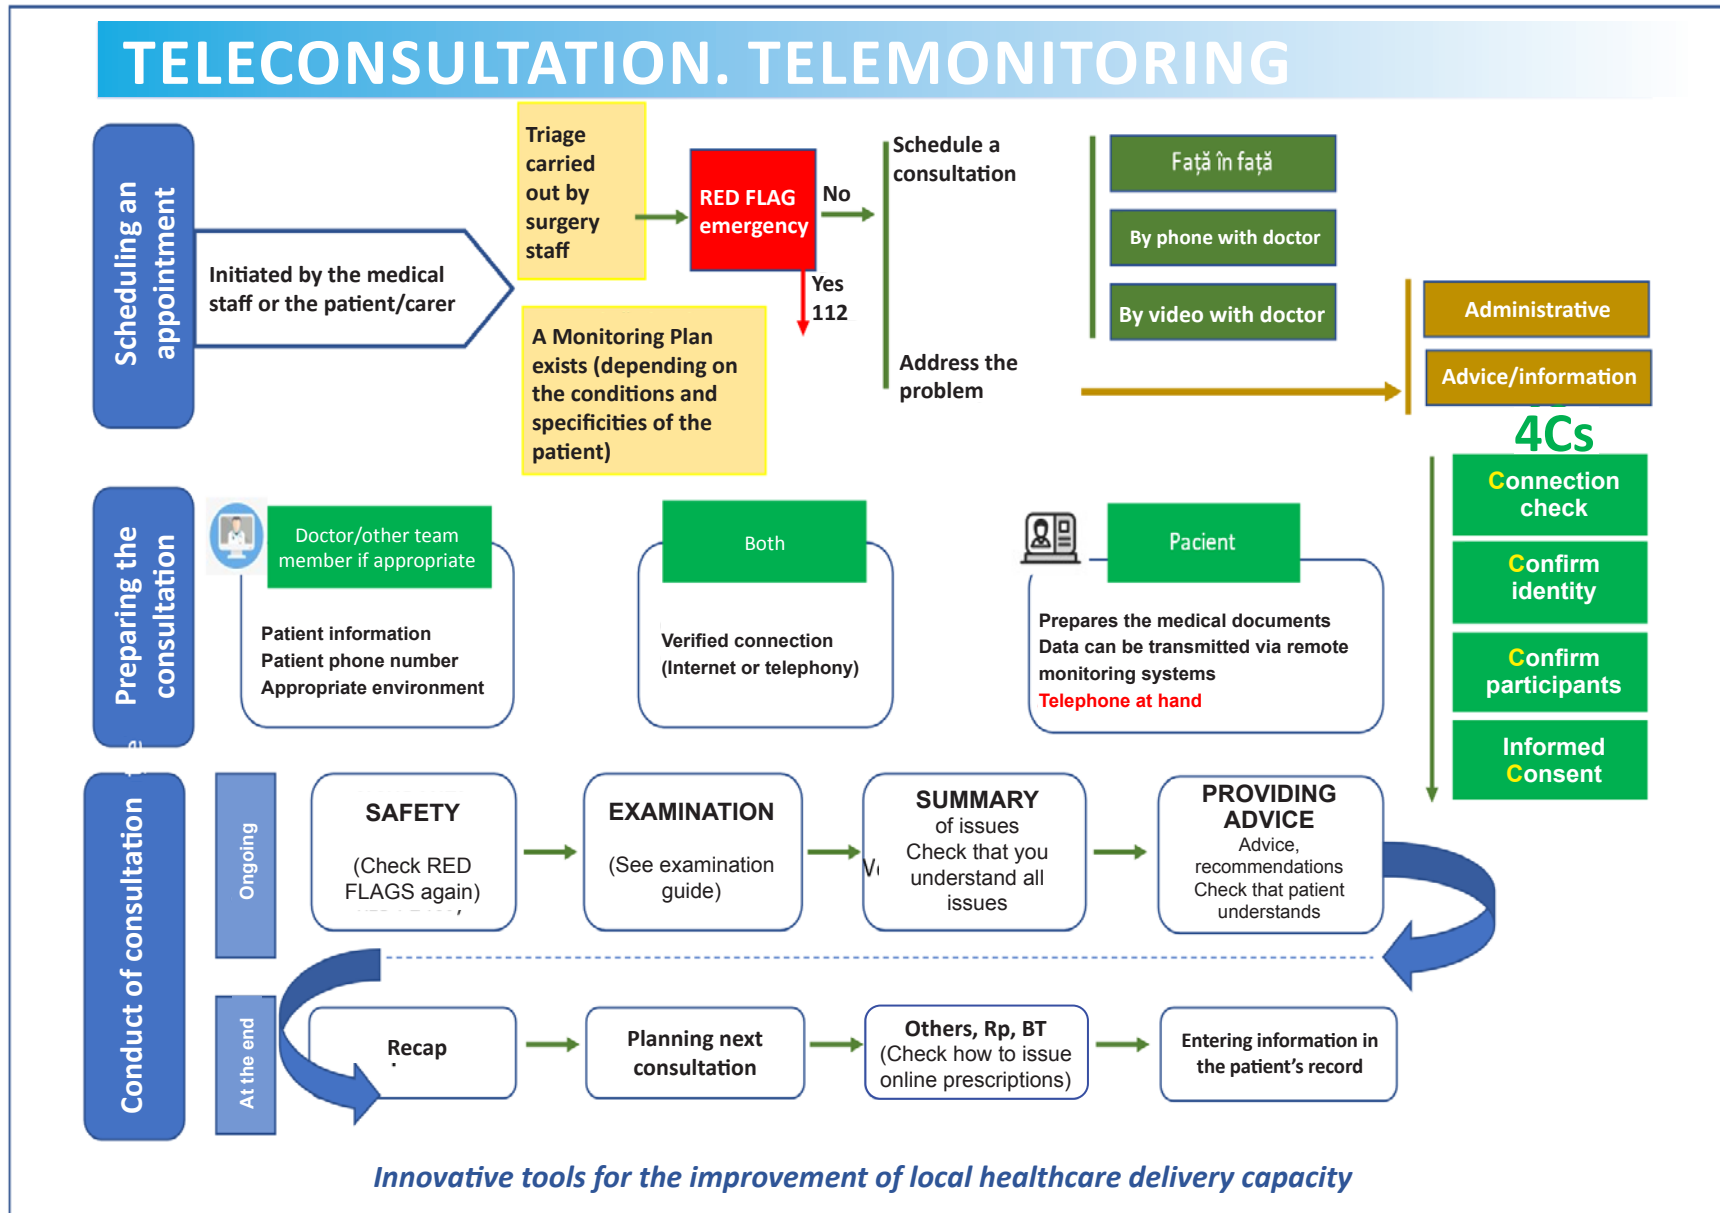 TELECONSULTATION. TELEMONITORING
Scheduling an
appointment
Initiated by the medical
staff or the patient/carer
Triage
carried
out by
surgery
staff
A Monitoring Plan
exists (depending on
the conditions and
specificities of the
patient)
RED FLAG
emergency
No
Yes
112
Schedule a
consultation
Address the
problem
Față în față
By phone with doctor
By video with doctor
Administrative
Advice/information
4Cs
Connection
check
Confirm
identity
Confirm
participants
Informed
Consent
Preparing the
consultation
Doctor/other team
member if appropriate
Patient information
Patient phone number
Appropriate environment
Both
Verified connection
(Internet or telephony)
Pacient
Prepares the medical documents
Data can be transmitted via remote
monitoring systems
Telephone at hand
Conduct of consultation
Ongoing
SAFETY
(Check RED
FLAGS again)
EXAMINATION
(See examination
guide)
SUMMARY
of issues
Check that you
understand all
issues
PROVIDING
ADVICE
Advice,
recommendations
Check that patient
understands
At the end
Recap
Planning next
consultation
Others, Rp, BT
(Check how to issue
online prescriptions)
Entering information in
the patient's record
Innovative tools for the improvement of local healthcare delivery capacity